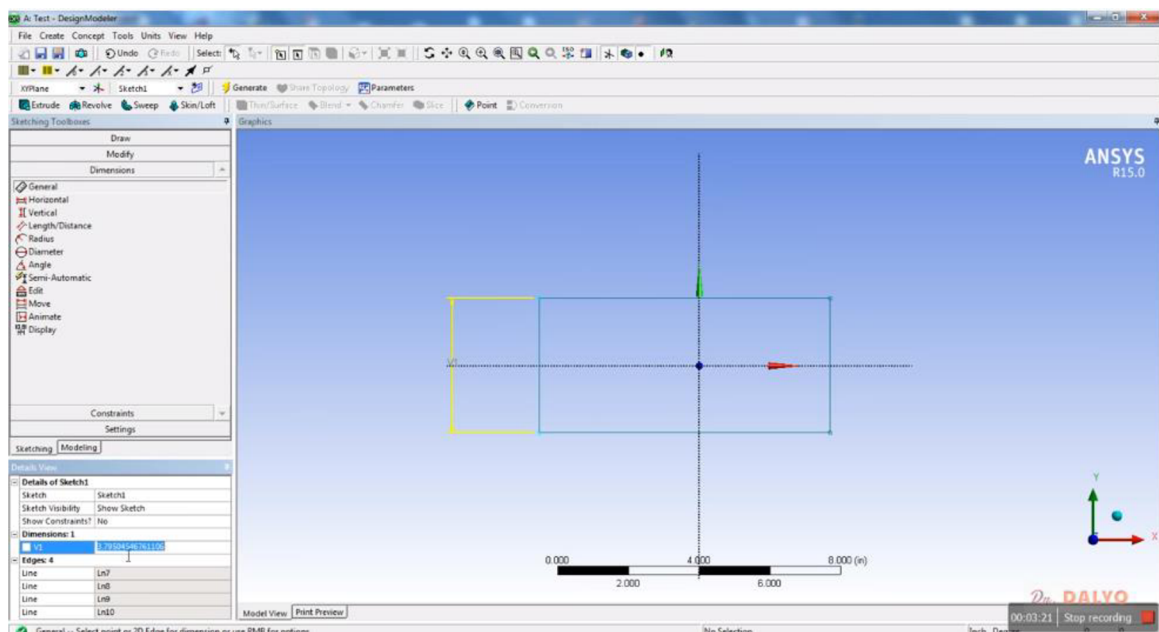 A: Test - DesignModeler
File Create Concept Tools Units View Help
Undo Redo Select:
XYPlane Sketch1 Generate Share Topology Parameters
Extrude Revolve Sweep Skin/Loft Thin/Surface Blend Chamfer Slice Point Conversion
Sketching Toolboxes Graphics
Draw
Modify
Dimensions
General
Horizontal
Vertical
Length/Distance
Radius
Diameter
Angle
Semi-Automatic
Edit
Move
Animate
Display
Constraints
Settings
Sketching Modeling
ANSYS
R15.0
V1
Y
X
0.000 4.000 8.000 (in)
2.000 6.000
Details View
Details of Sketch1
Sketch Sketch1
Sketch Visibility Show Sketch
Show Constraints? No
Dimensions: 1
V1
Edges: 4
Line Ln7
Line Ln8
Line Ln9
Line Ln10
Model View Print Preview
Dr. DALYO
00:03:21 Stop recording
General -- Select point or 2D Edge for dimension or use RMB for options
No Selection